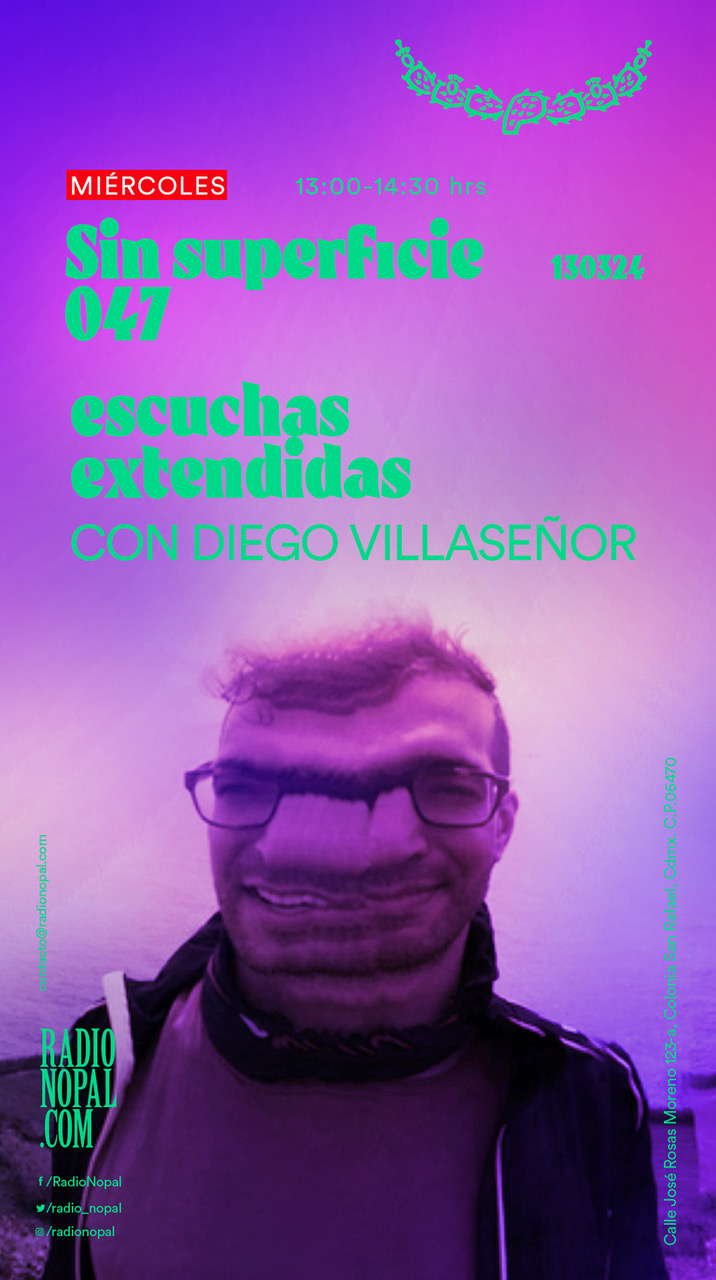 MIÉRCOLES
13:00-14:30 hrs
Sin superficie
047
130324
escuchas
extendidas
CON DIEGO VILLASEÑOR
contacto@radionopal.com
RADIO
NOPAL
.COM
/RadioNopal
/radio_nopal
/radionopal
Calle José Rosas Moreno 123-a, Colonia San Rafael, Cdmx. C.P.06470